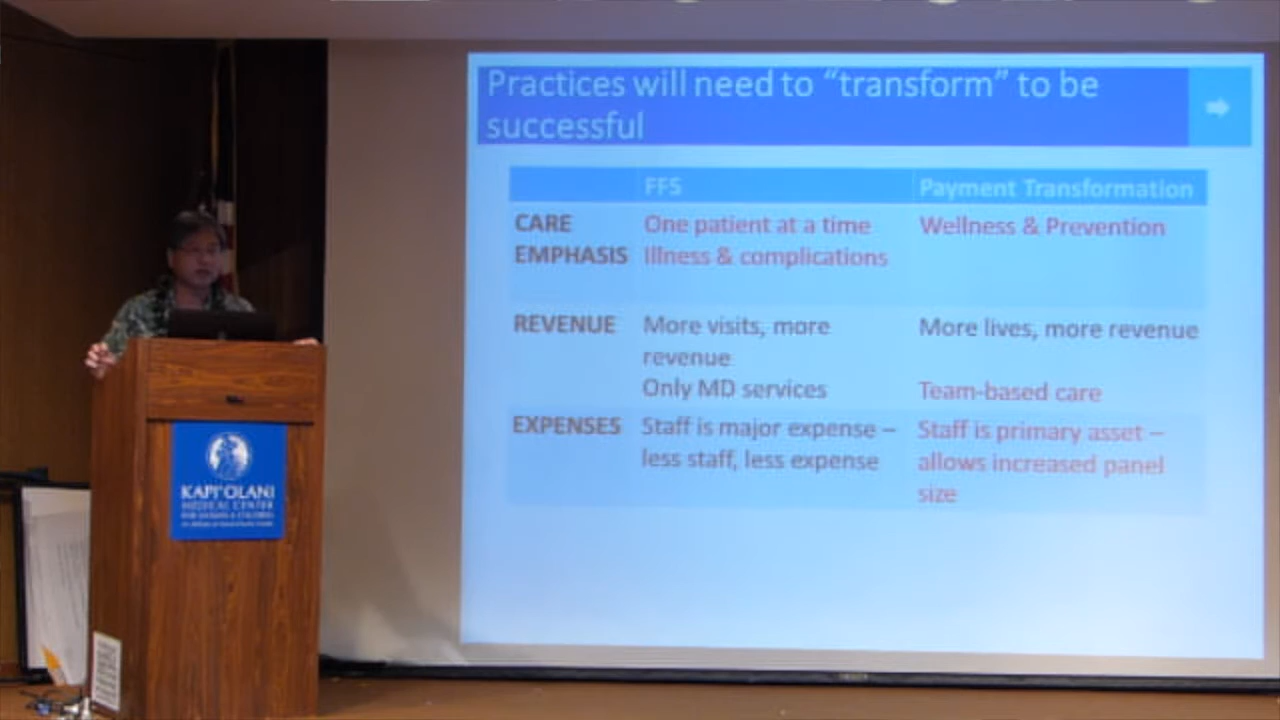 Practices will need to “transform” to be
successful
FFS
Payment Transformation
CARE
EMPHASIS
One patient at a time
Illness & complications
Wellness & Prevention
REVENUE
More visits, more
revenue
Only MD services
More lives, more revenue
Team-based care
EXPENSES
Staff is major expense –
less staff, less expense
Staff is primary asset –
allows increased panel
size
KAPI'OLANI
MEDICAL CENTER
FOR WOMEN & CHILDREN